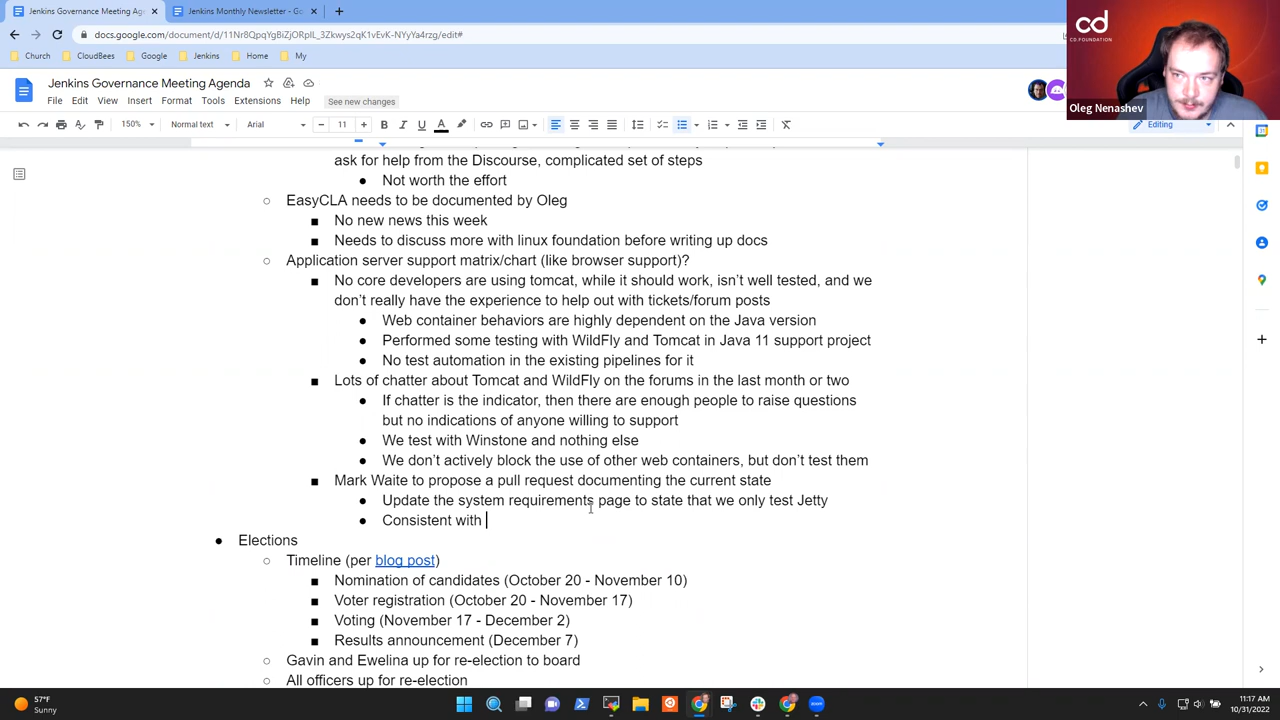 Jenkins Governance Meeting Age
Jenkins Monthly Newsletter - Go
docs.google.com/document/d/11Nr8QpqYgBiZjORpIL_3Zkwys2qK1vEvK-NYyYa4rzg/edit#
Church
CloudBees
Google
Jenkins
Home
My
cd
CD.FOUNDATION
Oleg Nenashev
Jenkins Governance Meeting Agenda
File Edit View Insert Format Tools Extensions Help See new changes
150% Normal text Arial 11 B I U A Editing
ask for help from the Discourse, complicated set of steps
● Not worth the effort
○ EasyCLA needs to be documented by Oleg
■ No new news this week
■ Needs to discuss more with linux foundation before writing up docs
○ Application server support matrix/chart (like browser support)?
■ No core developers are using tomcat, while it should work, isn't well tested, and we
don't really have the experience to help out with tickets/forum posts
● Web container behaviors are highly dependent on the Java version
● Performed some testing with WildFly and Tomcat in Java 11 support project
● No test automation in the existing pipelines for it
■ Lots of chatter about Tomcat and WildFly on the forums in the last month or two
● If chatter is the indicator, then there are enough people to raise questions
but no indications of anyone willing to support
● We test with Winstone and nothing else
● We don't actively block the use of other web containers, but don't test them
■ Mark Waite to propose a pull request documenting the current state
● Update the system requirements page to state that we only test Jetty
● Consistent with
● Elections
○ Timeline (per blog post)
■ Nomination of candidates (October 20 - November 10)
■ Voter registration (October 20 - November 17)
■ Voting (November 17 - December 2)
■ Results announcement (December 7)
○ Gavin and Ewelina up for re-election to board
○ All officers up for re-election
57°F
Sunny
11:17 AM
10/31/2022